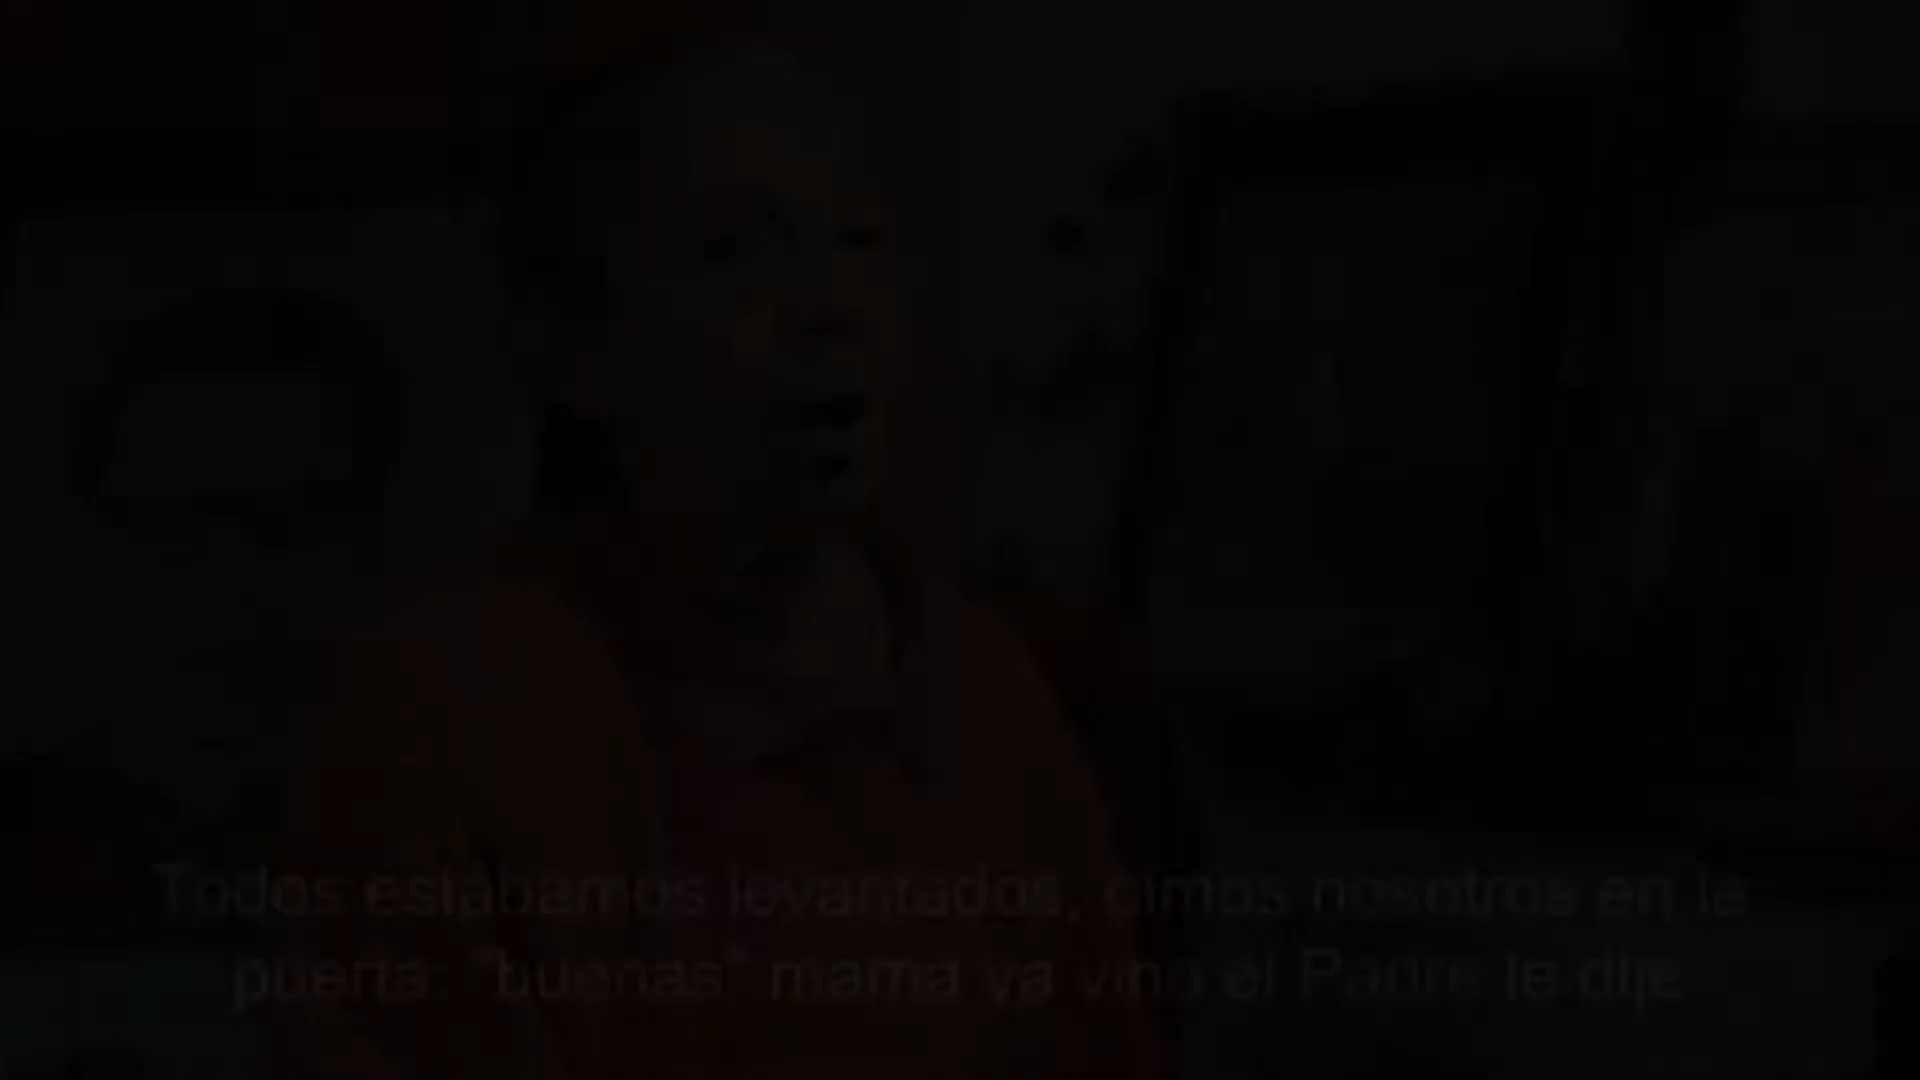 Todos estábamos levantados, oímos nosotros en la
puerta: "buenas" mama ya vino el Padre le dije